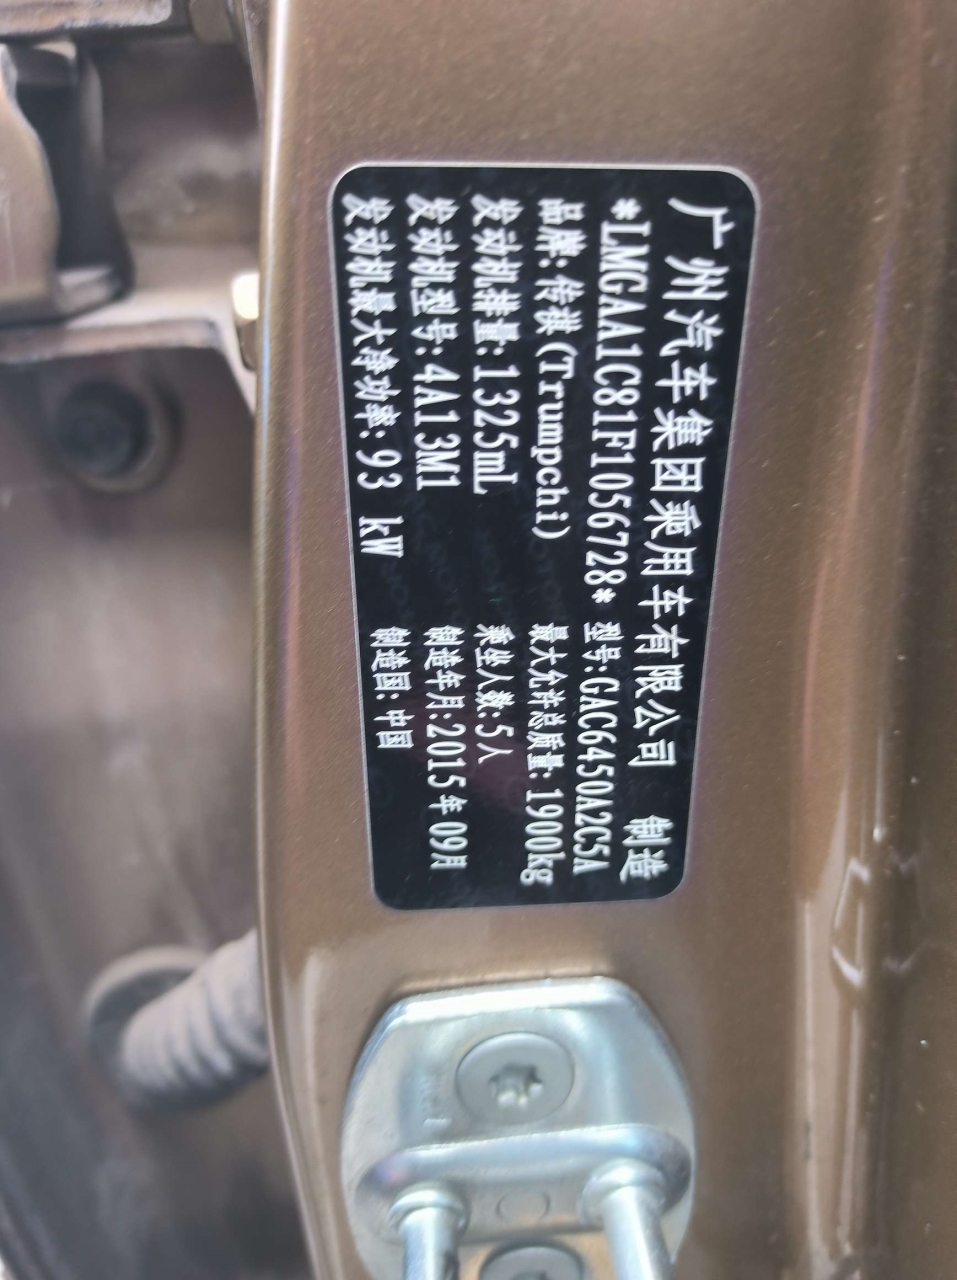 广州汽车集团乘用车有限公司 制造
*LMGAA1C81F1056728* 型号:GAC6450A2C5A
品牌:传祺(Trumpchi) 最大允许总质量:1900kg
发动机排量:1325mL 乘坐人数:5人
发动机型号:4A13M1 制造年月:2015年09月
发动机最大净功率:93 kW 制造国:中国